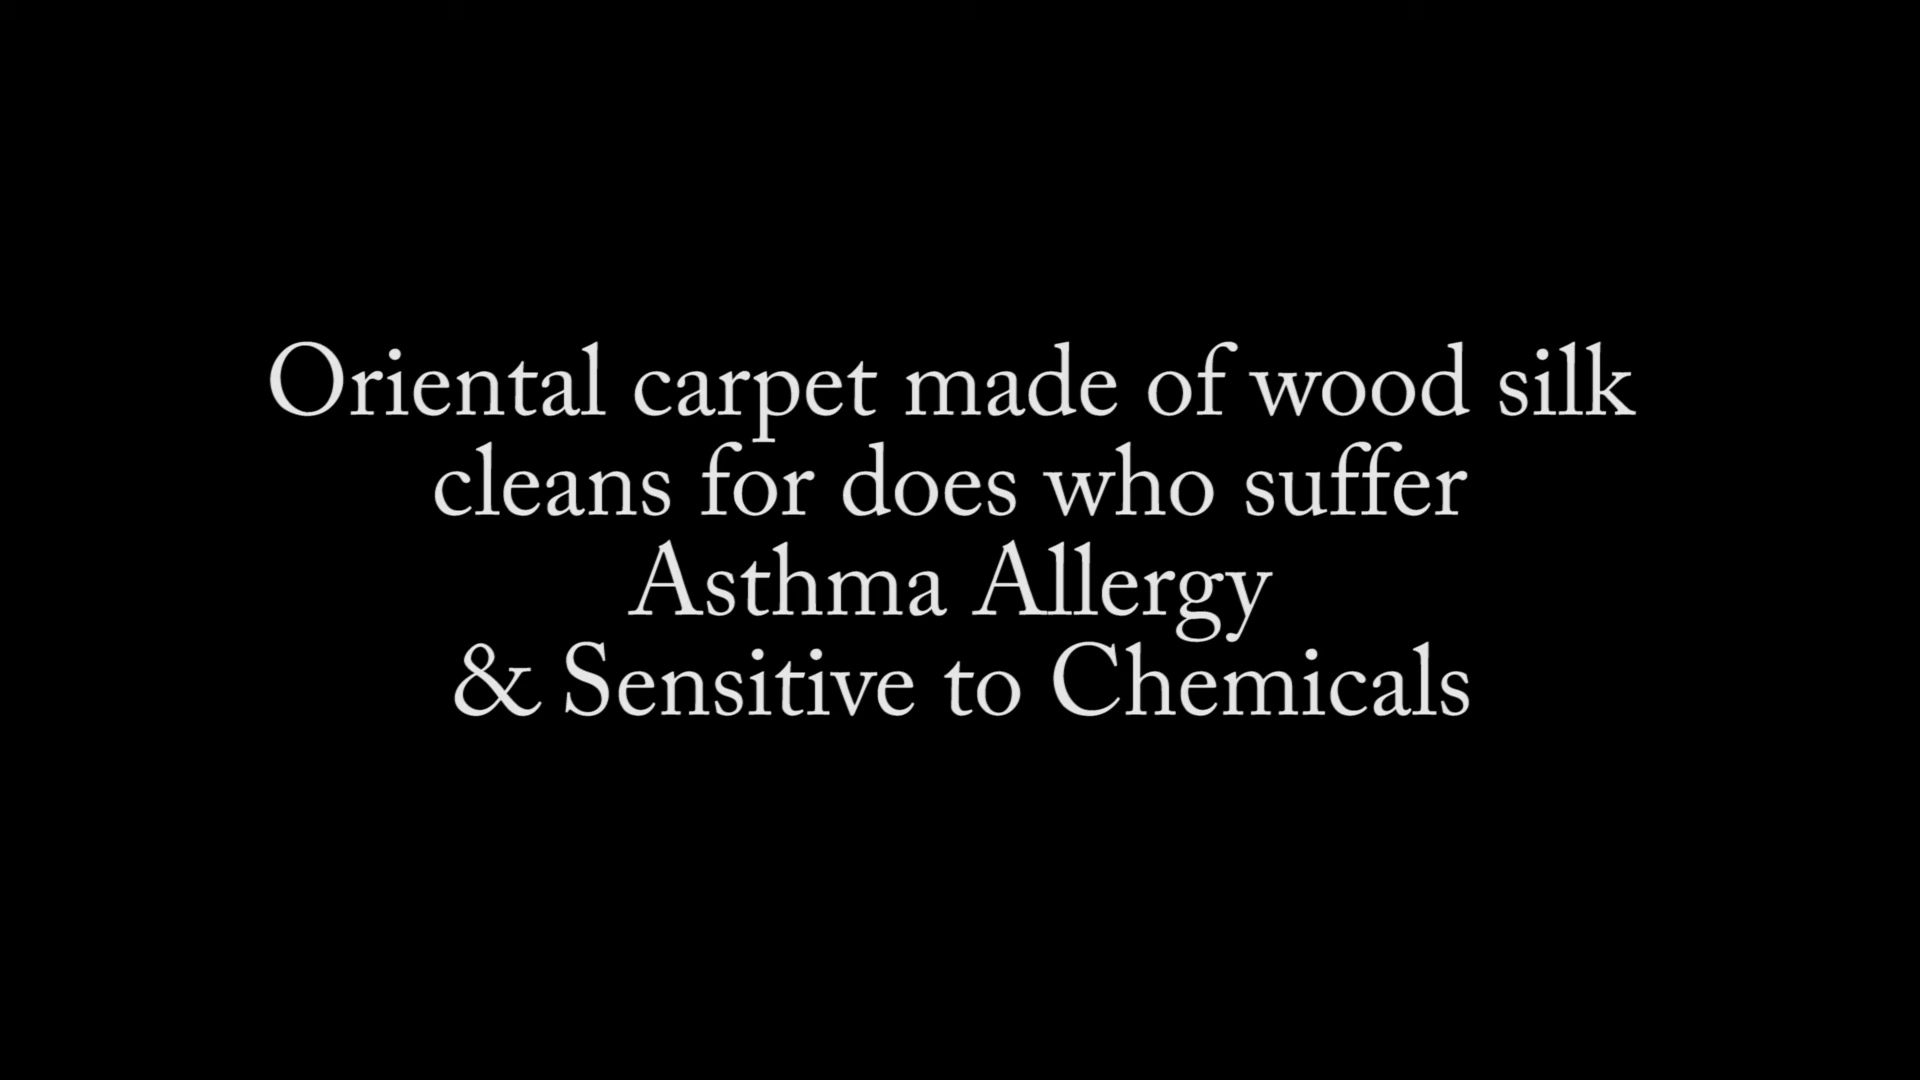 Oriental carpet made of wood silk
cleans for does who suffer
Asthma Allergy
& Sensitive to Chemicals